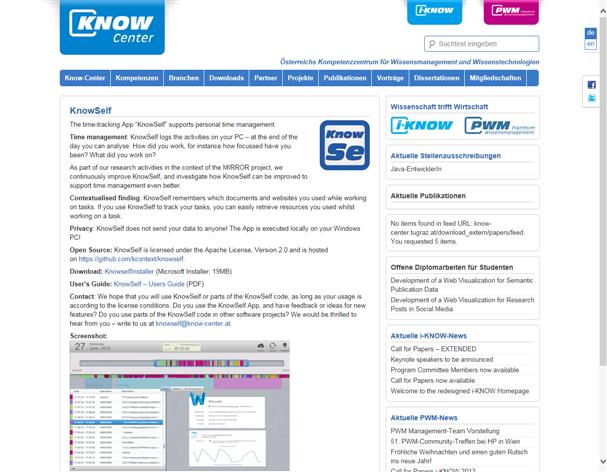 KNOW
Center
i-KNOW
PWM Plattform
Wissensmanagement
Suchtext eingeben
de
en
Österreichs Kompetenzzentrum für Wissensmanagement und Wissenstechnologien
Know-Center Kompetenzen Branchen Downloads Partner Projekte Publikationen Vorträge Dissertationen Mitgliedschaften
KnowSelf
The time-tracking App "KnowSelf" supports personal time management.
Time management: KnowSelf logs the activities on your PC – at the end of the
day you can analyse: How did you work, for instance how focussed have you
been? What did you work on?
Know
Se
As part of our research activities in the context of the MIRROR project, we
continuously improve KnowSelf, and investigate how KnowSelf can be improved to
support time management even better.
Contextualised finding: KnowSelf remembers which documents and websites you used while working
on tasks. If you use KnowSelf to track your tasks, you can easily retrieve resources you used whilst
working on a task.
Privacy: KnowSelf does not send your data to anyone! The App is executed locally on your Windows
PC!
Open Source: KnowSelf is licensed under the Apache License, Version 2.0 and is hosted
on https://github.com/kcontext/knowself.
Download: KnowselfInstaller (Microsoft Installer, 19MB)
User's Guide: KnowSelf – Users Guide (PDF)
Contact: We hope that you will use KnowSelf or parts of the KnowSelf code, as long as your usage is
according to the license conditions. Do you use the KnowSelf App, and have feedback or ideas for new
features? Do you use parts of the KnowSelf code in other software projects? We would be thrilled to
hear from you – write to us at knowself@know-center.at.
Screenshot:
27
Wissenschaft trifft Wirtschaft
i-KNOW
PWM Plattform
wissensmanagement
Aktuelle Stellenausschreibungen
Java-EntwicklerIn
Aktuelle Publikationen
No items found in feed URL: know-
center.tugraz.at/download_extern/papers/feed.
You requested 5 items.
Offene Diplomarbeiten für Studenten
Development of a Web Visualization for Semantic
Publication Data
Development of a Web Visualization for Research
Posts in Social Media
Aktuelle i-KNOW-News
Call for Papers – EXTENDED
Keynote speakers to be announced
Program Committee Members now available
Call for Papers now available
Welcome to the redesigned i-KNOW Homepage
Aktuelle PWM-News
PWM Management-Team Vorstellung
51. PWM-Community-Treffen bei HP in Wien
Fröhliche Weihnachten und einen guten Rutsch
ins neue Jahr!
Call for Papers i-KNOW 2013